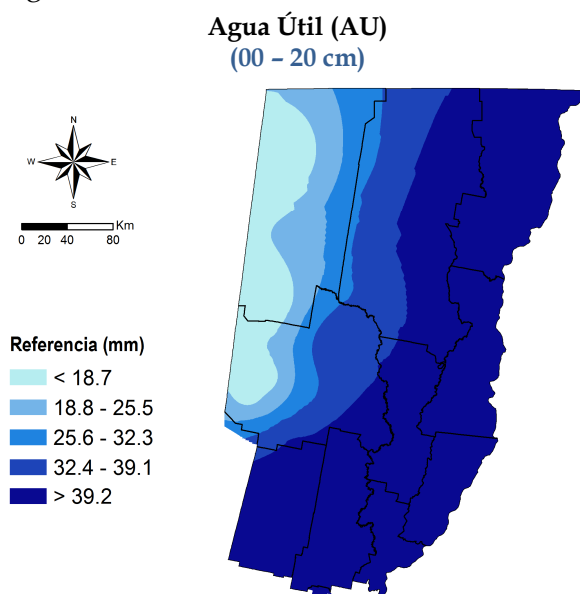 Agua Útil (AU)
(00 – 20 cm)
N
W E
S
Km
0 20 40 80
Referencia (mm)
< 18.7
18.8 - 25.5
25.6 - 32.3
32.4 - 39.1
> 39.2